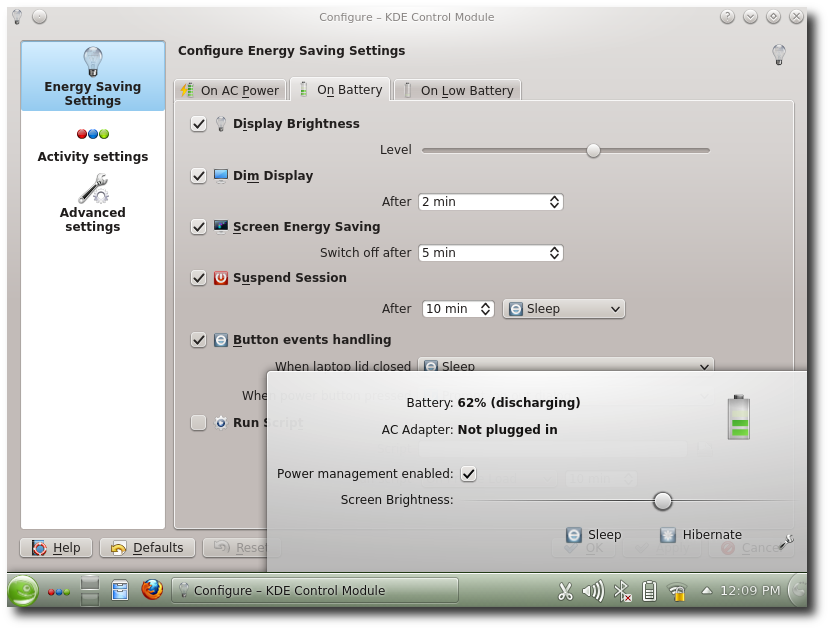 Configure – KDE Control Module
Configure Energy Saving Settings
Energy Saving
Settings
Activity settings
Advanced
settings
On AC Power
On Battery
On Low Battery
Display Brightness
Level
Dim Display
After 2 min
Screen Energy Saving
Switch off after 5 min
Suspend Session
After 10 min Sleep
Button events handling
When laptop lid closed Sleep
When power button pressed
Run Script
Battery: 62% (discharging)
AC Adapter: Not plugged in
Power management enabled:
Screen Brightness:
Sleep Hibernate
Help Defaults Reset OK Cancel
Configure – KDE Control Module 12:09 PM